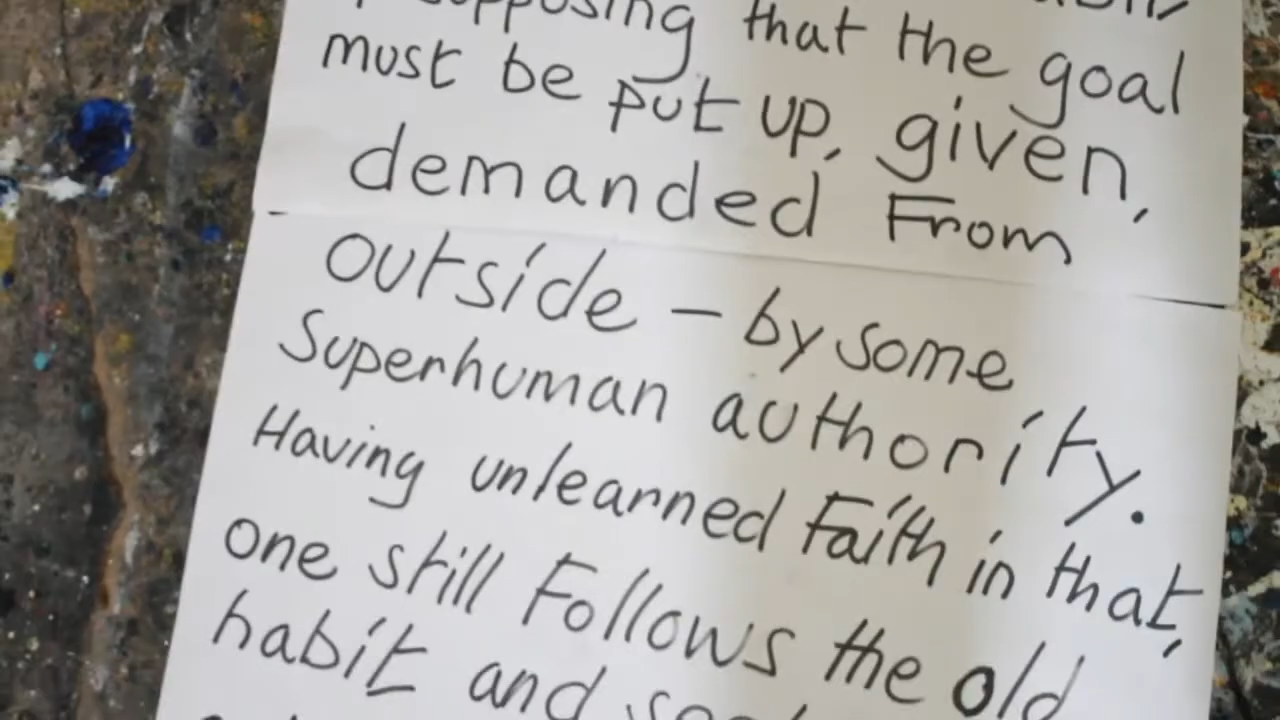 supposing that the goal
must be put up, given,
demanded From
outside – by some
Superhuman authority.
Having unlearned Faith in that,
one still Follows the old
habit and